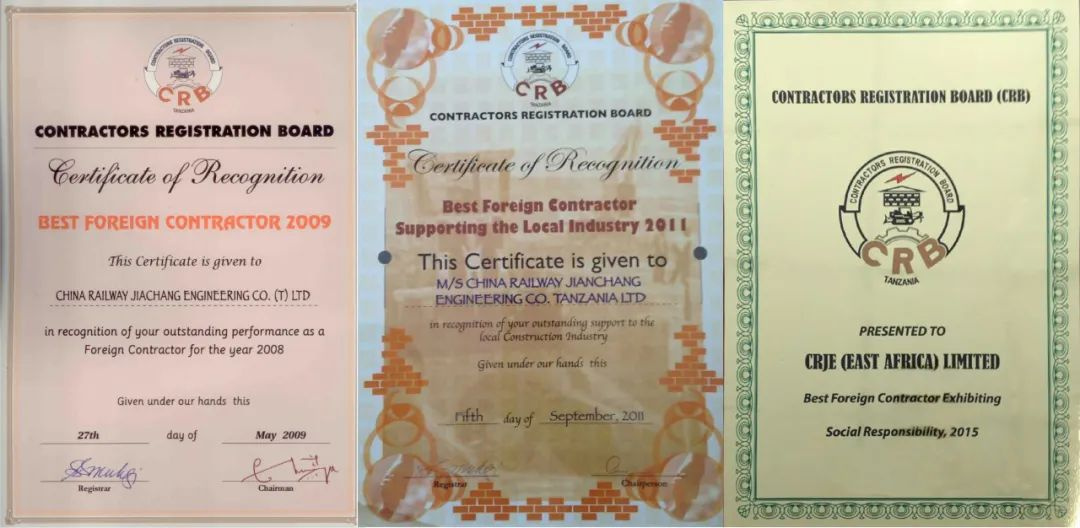 CONTRACTORS REGISTRATION BOARD
CRB
TANZANIA
CONTRACTORS REGISTRATION BOARD
Certificate of Recognition
BEST FOREIGN CONTRACTOR 2009
This Certificate is given to
CHINA RAILWAY JIACHANG ENGINEERING CO. (T) LTD
in recognition of your outstanding performance as a
Foreign Contractor for the year 2008
Given under our hands this
27th day of May 2009
Registrar Chairman
CONTRACTORS REGISTRATION BOARD
CRB
TANZANIA
CONTRACTORS REGISTRATION BOARD
Certificate of Recognition
Best Foreign Contractor
Supporting the Local Industry 2011
This Certificate is given to
M/S CHINA RAILWAY JIANCHANG
ENGINEERING CO. TANZANIA LTD
in recognition of your outstanding support to the
local Construction Industry
Given under our hands this
Fifth day of September, 2011
Registrar Chairperson
CONTRACTORS REGISTRATION BOARD (CRB)
CONTRACTORS REGISTRATION BOARD
CRB
TANZANIA
PRESENTED TO
CRJE (EAST AFRICA) LIMITED
Best Foreign Contractor Exhibiting
Social Responsibility, 2015